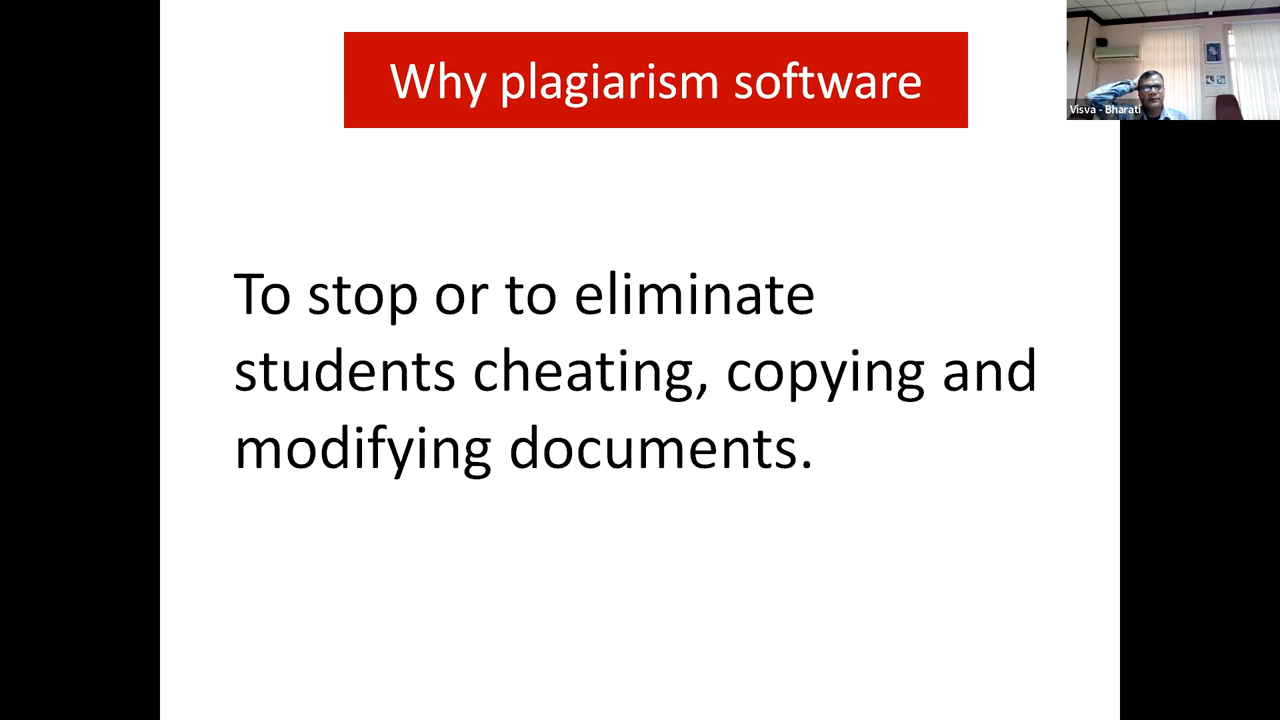 Why plagiarism software
Visva - Bharati
To stop or to eliminate
students cheating, copying and
modifying documents.